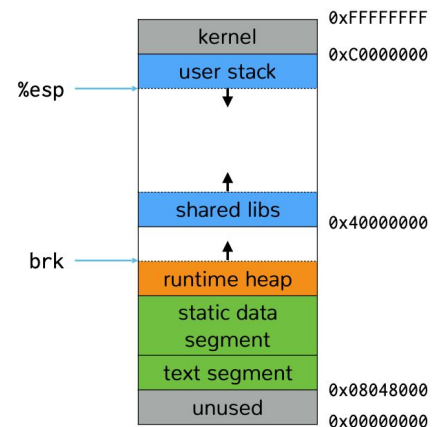 0xFFFFFFFF
kernel
0xC0000000
user stack
%esp
shared libs
0x40000000
brk
runtime heap
static data
segment
text segment
0x08048000
unused
0x00000000